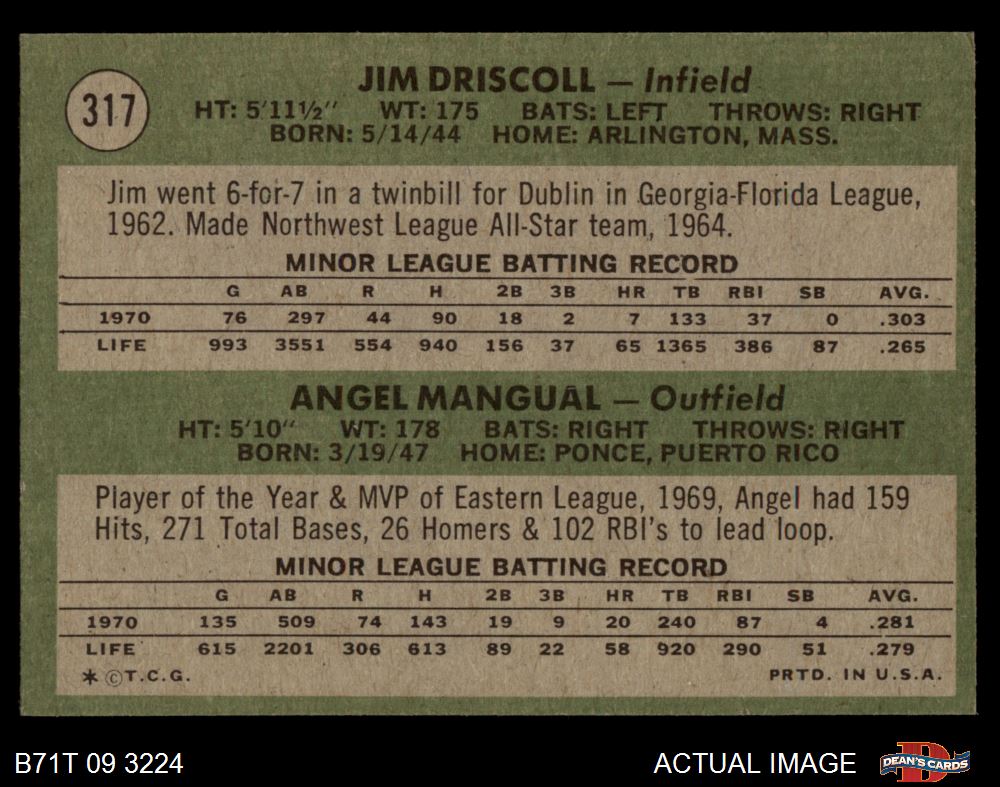 317
JIM DRISCOLL — Infield
HT: 5'11½" WT: 175 BATS: LEFT THROWS: RIGHT
BORN: 5/14/44 HOME: ARLINGTON, MASS.
Jim went 6-for-7 in a twinbill for Dublin in Georgia-Florida League,
1962. Made Northwest League All-Star team, 1964.
MINOR LEAGUE BATTING RECORD
G AB R H 2B 3B HR TB RBI SB AVG.
1970 76 297 44 90 18 2 7 133 37 0 .303
LIFE 993 3551 554 940 156 37 65 1365 386 87 .265
ANGEL MANGUAL — Outfield
HT: 5'10" WT: 178 BATS: RIGHT THROWS: RIGHT
BORN: 3/19/47 HOME: PONCE, PUERTO RICO
Player of the Year & MVP of Eastern League, 1969, Angel had 159
Hits, 271 Total Bases, 26 Homers & 102 RBI's to lead loop.
MINOR LEAGUE BATTING RECORD
G AB R H 2B 3B HR TB RBI SB AVG.
1970 135 509 74 143 19 9 20 240 87 4 .281
LIFE 615 2201 306 613 89 22 58 920 290 51 .279
* ©T.C.G. PRTD. IN U.S.A.
B71T 09 3224 ACTUAL IMAGE DEAN'S CARDS